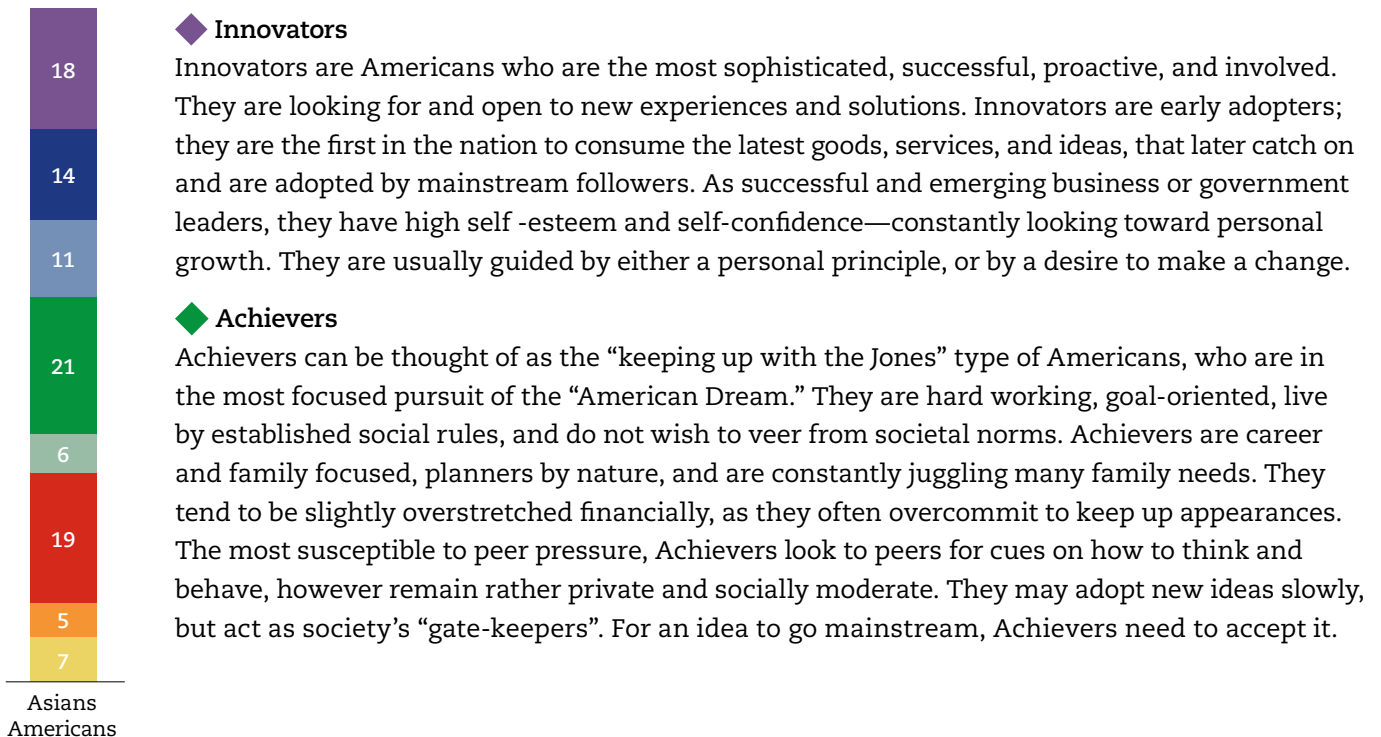 18
14
11
21
6
19
5
7
Asians
Americans
Innovators
Innovators are Americans who are the most sophisticated, successful, proactive, and involved.
They are looking for and open to new experiences and solutions. Innovators are early adopters;
they are the first in the nation to consume the latest goods, services, and ideas, that later catch on
and are adopted by mainstream followers. As successful and emerging business or government
leaders, they have high self -esteem and self-confidence—constantly looking toward personal
growth. They are usually guided by either a personal principle, or by a desire to make a change.
Achievers
Achievers can be thought of as the “keeping up with the Jones” type of Americans, who are in
the most focused pursuit of the “American Dream.” They are hard working, goal-oriented, live
by established social rules, and do not wish to veer from societal norms. Achievers are career
and family focused, planners by nature, and are constantly juggling many family needs. They
tend to be slightly overstretched financially, as they often overcommit to keep up appearances.
The most susceptible to peer pressure, Achievers look to peers for cues on how to think and
behave, however remain rather private and socially moderate. They may adopt new ideas slowly,
but act as society’s “gate-keepers”. For an idea to go mainstream, Achievers need to accept it.